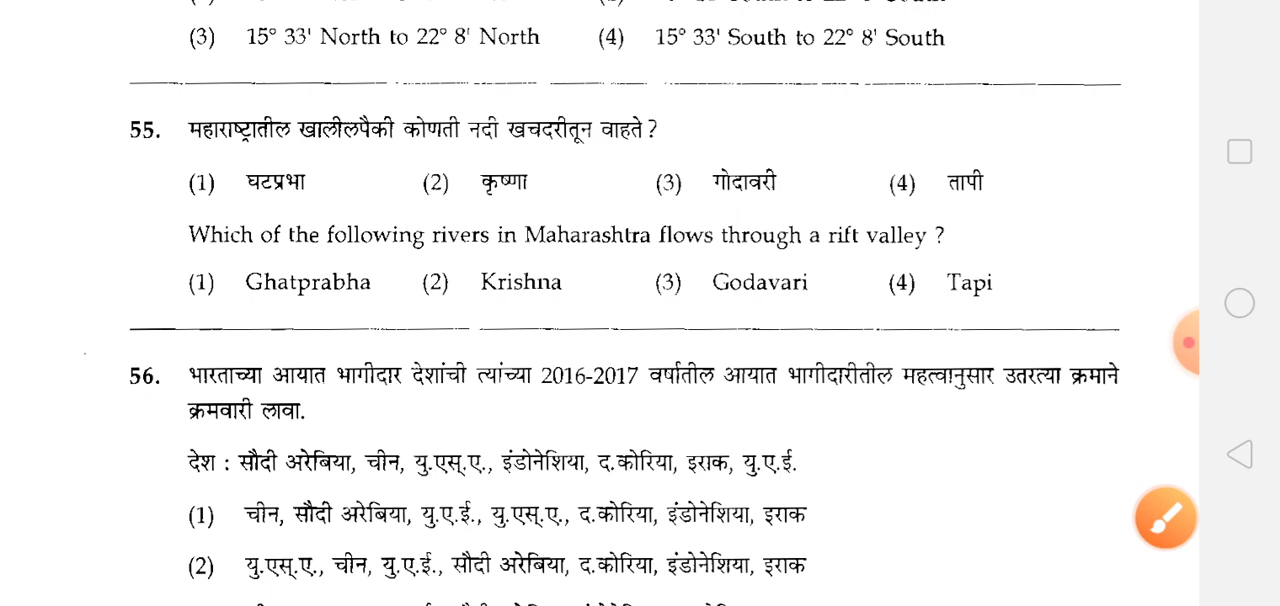 (3) 15° 33' North to 22° 8' North (4) 15° 33' South to 22° 8' South
55. महाराष्ट्रातील खालीलपैकी कोणती नदी खचदरीतून वाहते ?
(1) घटप्रभा (2) कृष्णा (3) गोदावरी (4) तापी
Which of the following rivers in Maharashtra flows through a rift valley ?
(1) Ghatprabha (2) Krishna (3) Godavari (4) Tapi
56. भारताच्या आयात भागीदार देशांची त्यांच्या 2016-2017 वर्षातील आयात भागीदारीतील महत्वानुसार उतरत्या क्रमाने
क्रमवारी लावा.
देश : सौदी अरेबिया, चीन, यु.एस्.ए., इंडोनेशिया, द.कोरिया, इराक, यु.ए.ई.
(1) चीन, सौदी अरेबिया, यु.ए.ई., यु.एस्.ए., द.कोरिया, इंडोनेशिया, इराक
(2) यु.एस्.ए., चीन, यु.ए.ई., सौदी अरेबिया, द.कोरिया, इंडोनेशिया, इराक